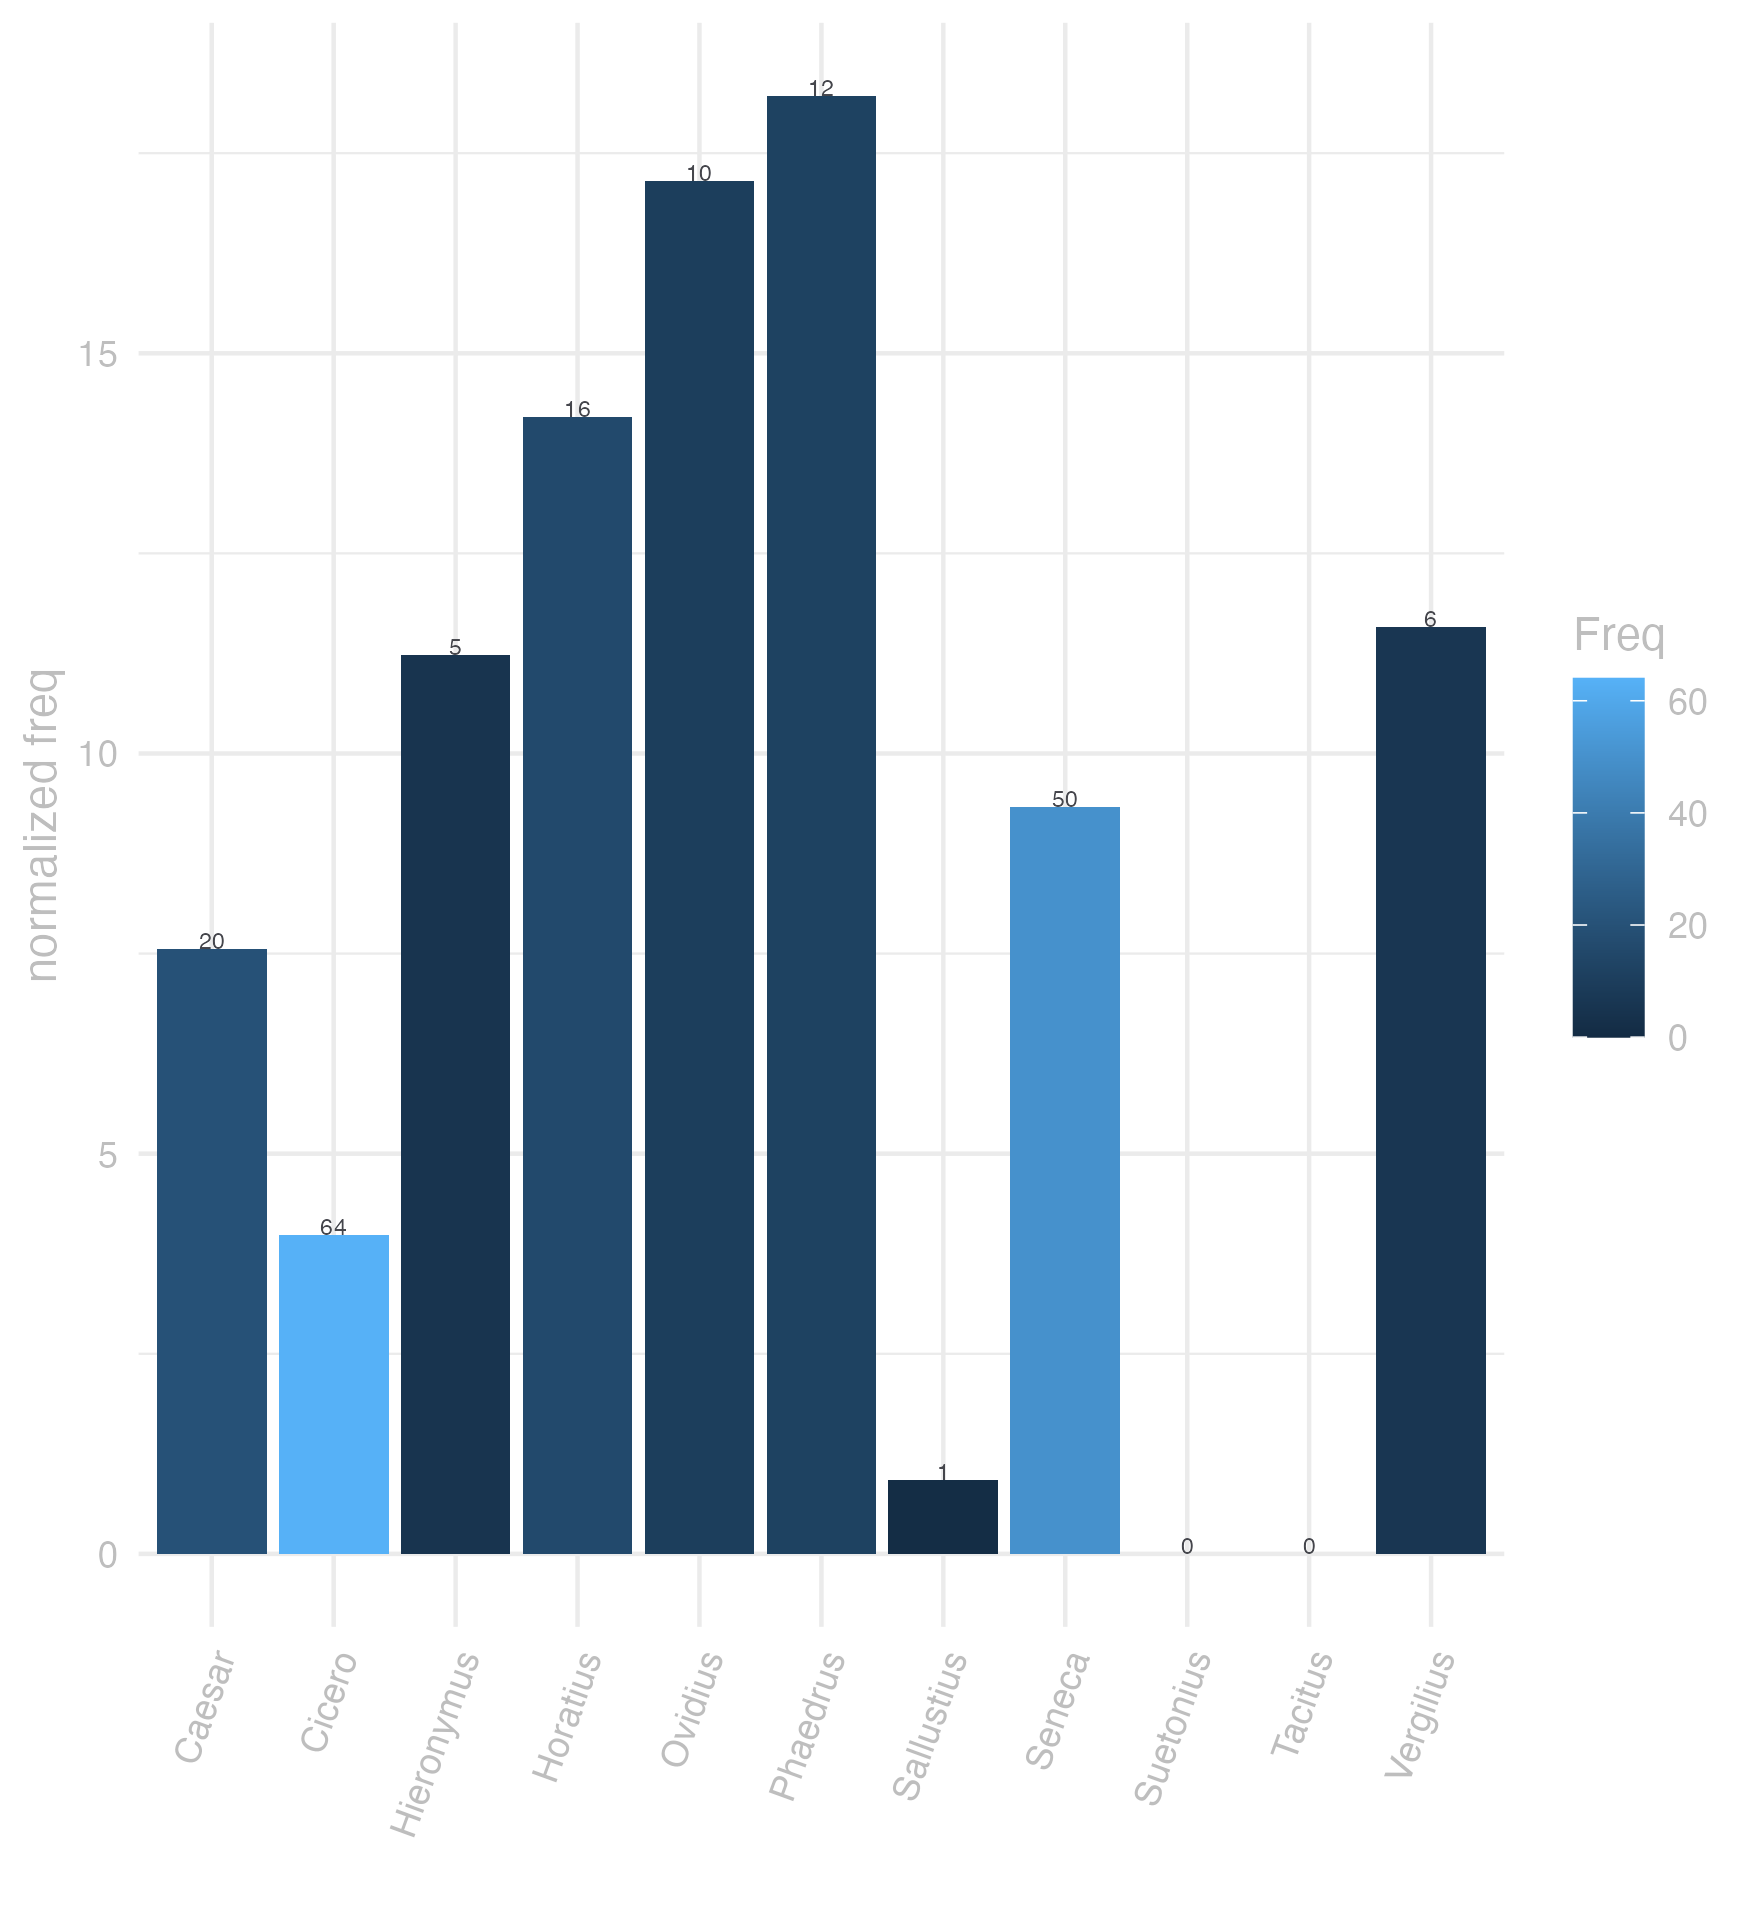 normalized freq
15
10
5
0
20
64
5
16
10
12
1
50
0
0
6
Caesar
Cicero
Hieronymus
Horatius
Ovidius
Phaedrus
Sallustius
Seneca
Suetonius
Tacitus
Vergilius
Freq
60
40
20
0